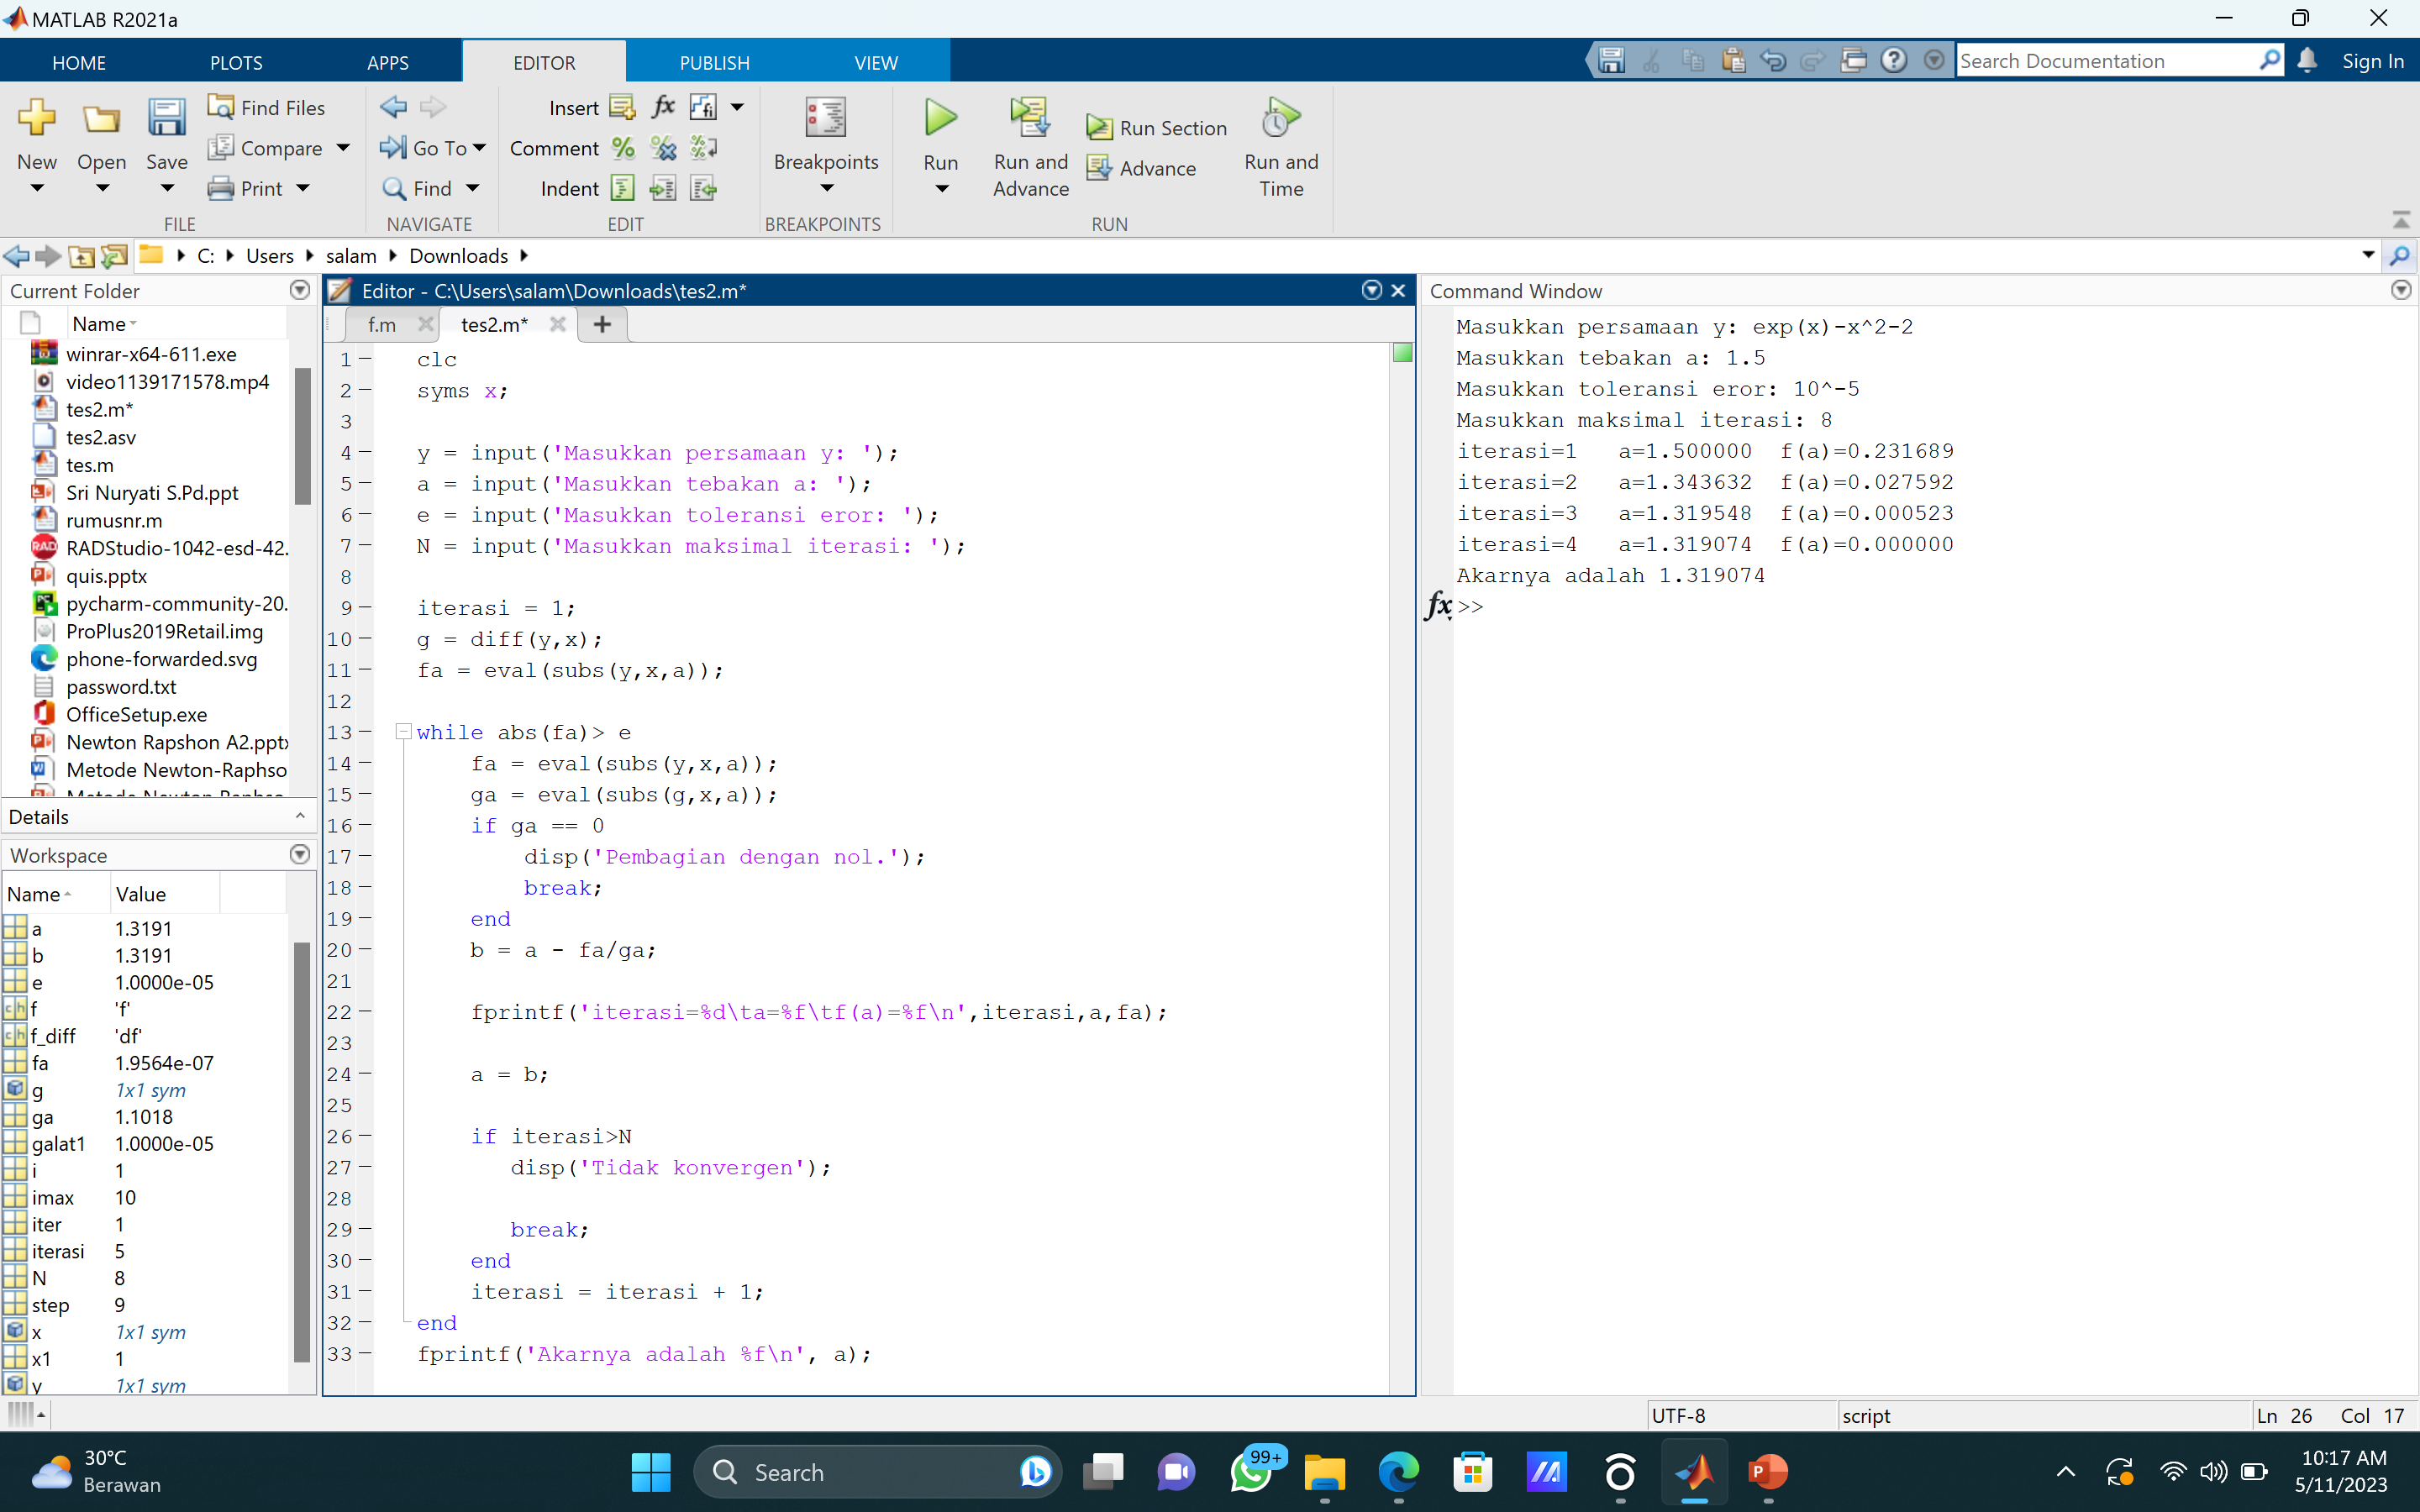 MATLAB R2021a
HOME PLOTS APPS EDITOR PUBLISH VIEW
Search Documentation
Sign In
New
Open
Save
Find Files
Compare
Print
FILE
Go To
Find
NAVIGATE
Insert
fx
fi
Comment
Indent
EDIT
Breakpoints
BREAKPOINTS
Run
Run and Advance
Run Section
Advance
Run and Time
RUN
C: Users salam Downloads
Current Folder
Name
winrar-x64-611.exe
video1139171578.mp4
tes2.m*
tes2.asv
tes.m
Sri Nuryati S.Pd.ppt
rumusnr.m
RADStudio-1042-esd-42.
quis.pptx
pycharm-community-20.
ProPlus2019Retail.img
phone-forwarded.svg
password.txt
OfficeSetup.exe
Newton Rapshon A2.pptx
Metode Newton-Raphso
Details
Workspace
Name Value
a 1.3191
b 1.3191
e 1.0000e-05
f 'f'
f_diff 'df'
fa 1.9564e-07
g 1x1 sym
ga 1.1018
galat1 1.0000e-05
i 1
imax 10
iter 1
iterasi 5
N 8
step 9
x 1x1 sym
x1 1
y 1x1 sym
Editor - C:\Users\salam\Downloads\tes2.m*
f.m tes2.m*
1 clc
2 syms x;
3
4 y = input('Masukkan persamaan y: ');
5 a = input('Masukkan tebakan a: ');
6 e = input('Masukkan toleransi eror: ');
7 N = input('Masukkan maksimal iterasi: ');
8
9 iterasi = 1;
10 g = diff(y,x);
11 fa = eval(subs(y,x,a));
12
13 while abs(fa)> e
14 fa = eval(subs(y,x,a));
15 ga = eval(subs(g,x,a));
16 if ga == 0
17 disp('Pembagian dengan nol.');
18 break;
19 end
20 b = a - fa/ga;
21
22 fprintf('iterasi=%d\ta=%f\tf(a)=%f\n',iterasi,a,fa);
23
24 a = b;
25
26 if iterasi>N
27 disp('Tidak konvergen');
28
29 break;
30 end
31 iterasi = iterasi + 1;
32 end
33 fprintf('Akarnya adalah %f\n', a);
Command Window
Masukkan persamaan y: exp(x)-x^2-2
Masukkan tebakan a: 1.5
Masukkan toleransi eror: 10^-5
Masukkan maksimal iterasi: 8
iterasi=1 a=1.500000 f(a)=0.231689
iterasi=2 a=1.343632 f(a)=0.027592
iterasi=3 a=1.319548 f(a)=0.000523
iterasi=4 a=1.319074 f(a)=0.000000
Akarnya adalah 1.319074
fx >>
UTF-8 script Ln 26 Col 17
30°C
Berawan
Search
99+
10:17 AM
5/11/2023